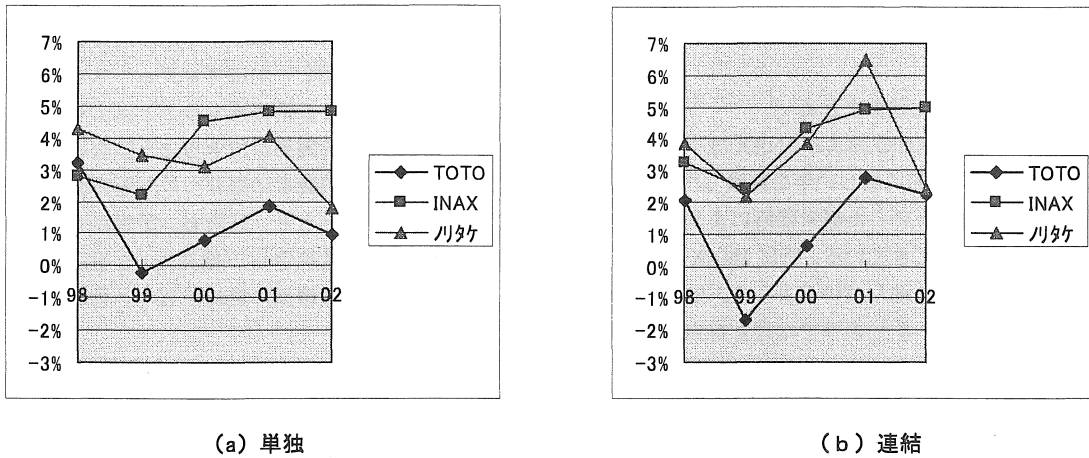 7%
6%
5%
4%
3%
2%
1%
0%
-1%
-2%
-3%
98 99 00 01 02
TOTO
INAX
ﾉﾘﾀｹ
(a) 単独
7%
6%
5%
4%
3%
2%
1%
0%
-1%
-2%
-3%
98 99 00 01 02
TOTO
INAX
ﾉﾘﾀｹ
(b) 連結